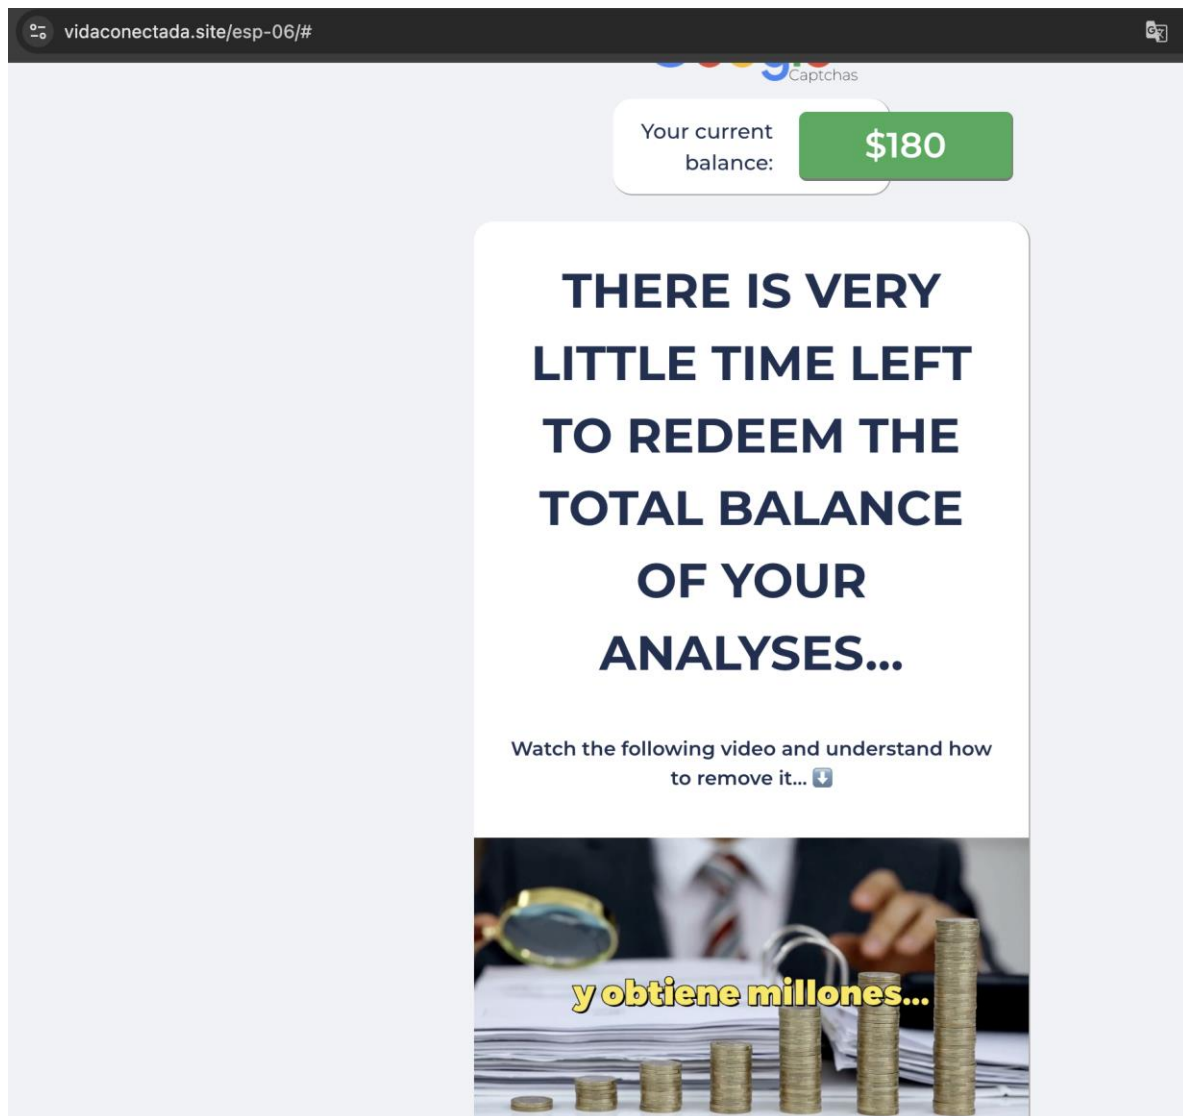 vidaconectada.site/esp-06/#
Captchas
Your current
balance:
$180
THERE IS VERY
LITTLE TIME LEFT
TO REDEEM THE
TOTAL BALANCE
OF YOUR
ANALYSES...
Watch the following video and understand how
to remove it... ⬇️
y obtiene millones...